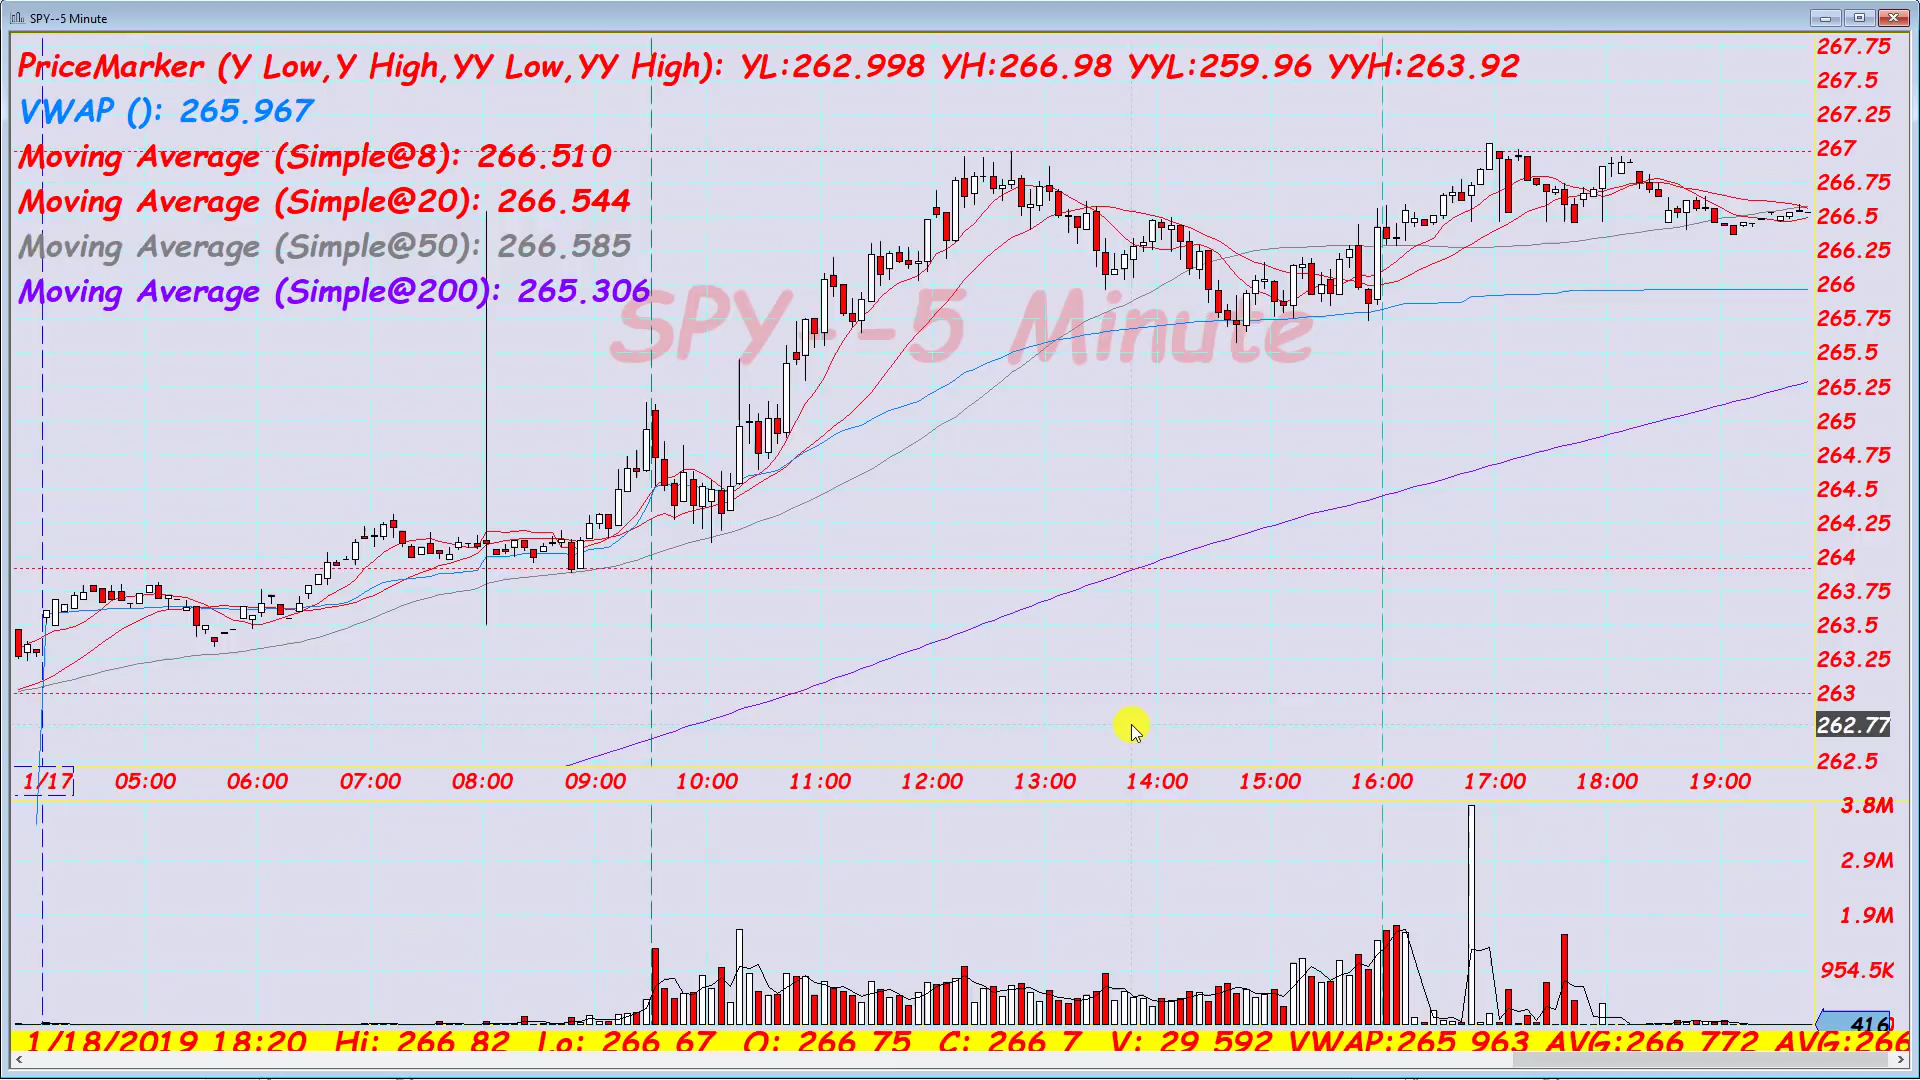 SPY--5 Minute
PriceMarker (Y Low,Y High,YY Low,YY High): YL:262.998 YH:266.98 YYL:259.96 YYH:263.92
VWAP (): 265.967
Moving Average (Simple@8): 266.510
Moving Average (Simple@20): 266.544
Moving Average (Simple@50): 266.585
Moving Average (Simple@200): 265.306
SPY--5 Minute
267.75
267.5
267.25
267
266.75
266.5
266.25
266
265.75
265.5
265.25
265
264.75
264.5
264.25
264
263.75
263.5
263.25
263
262.77
262.5
1/17 05:00 06:00 07:00 08:00 09:00 10:00 11:00 12:00 13:00 14:00 15:00 16:00 17:00 18:00 19:00
3.8M
2.9M
1.9M
954.5K
416
1/18/2019 18:20 Hi: 266.82 Lo: 266.67 O: 266.75 C: 266.7 V: 29,592 VWAP:265.963 AVG:266.772 AVG:266